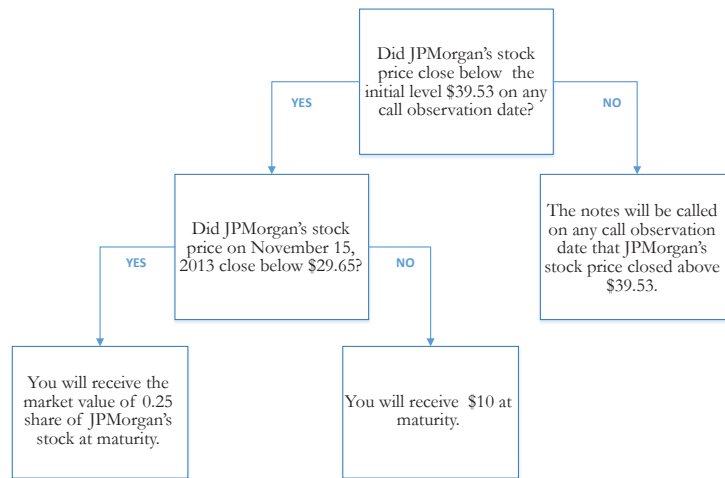 Did JPMorgan's stock
price close below the
initial level $39.53 on any
call observation date?
YES
NO
Did JPMorgan's stock
price on November 15,
2013 close below $29.65?
The notes will be called
on any call observation
date that JPMorgan's
stock price closed above
$39.53.
YES
NO
You will receive the
market value of 0.25
share of JPMorgan's
stock at maturity.
You will receive $10 at
maturity.